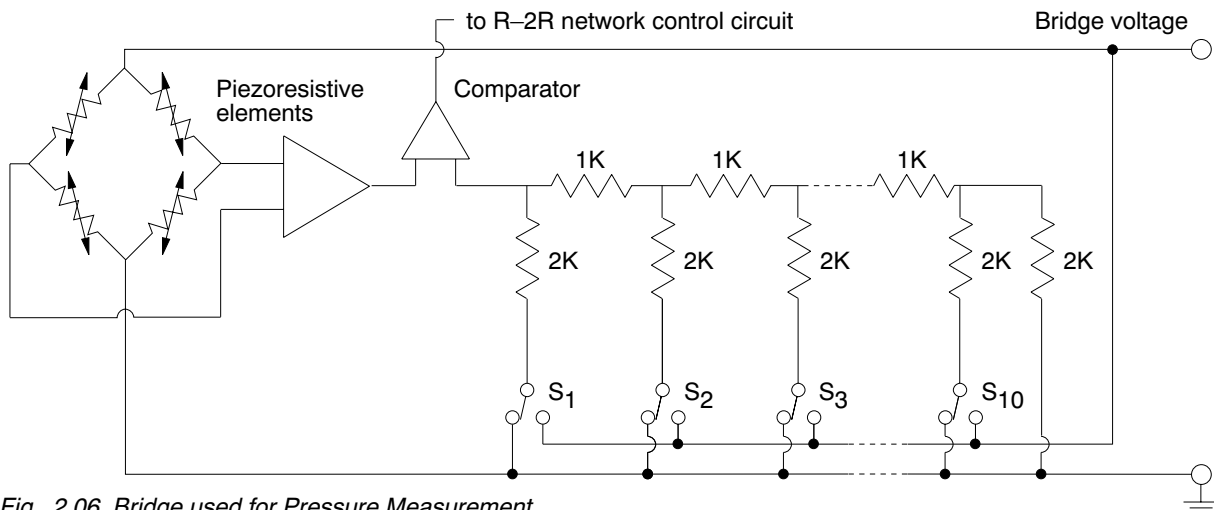 to R–2R network control circuit
Bridge voltage
Piezoresistive
elements
Comparator
1K
1K
1K
2K
2K
2K
2K
2K
S1
S2
S3
S10
Fig. 2.06 Bridge used for Pressure Measurement